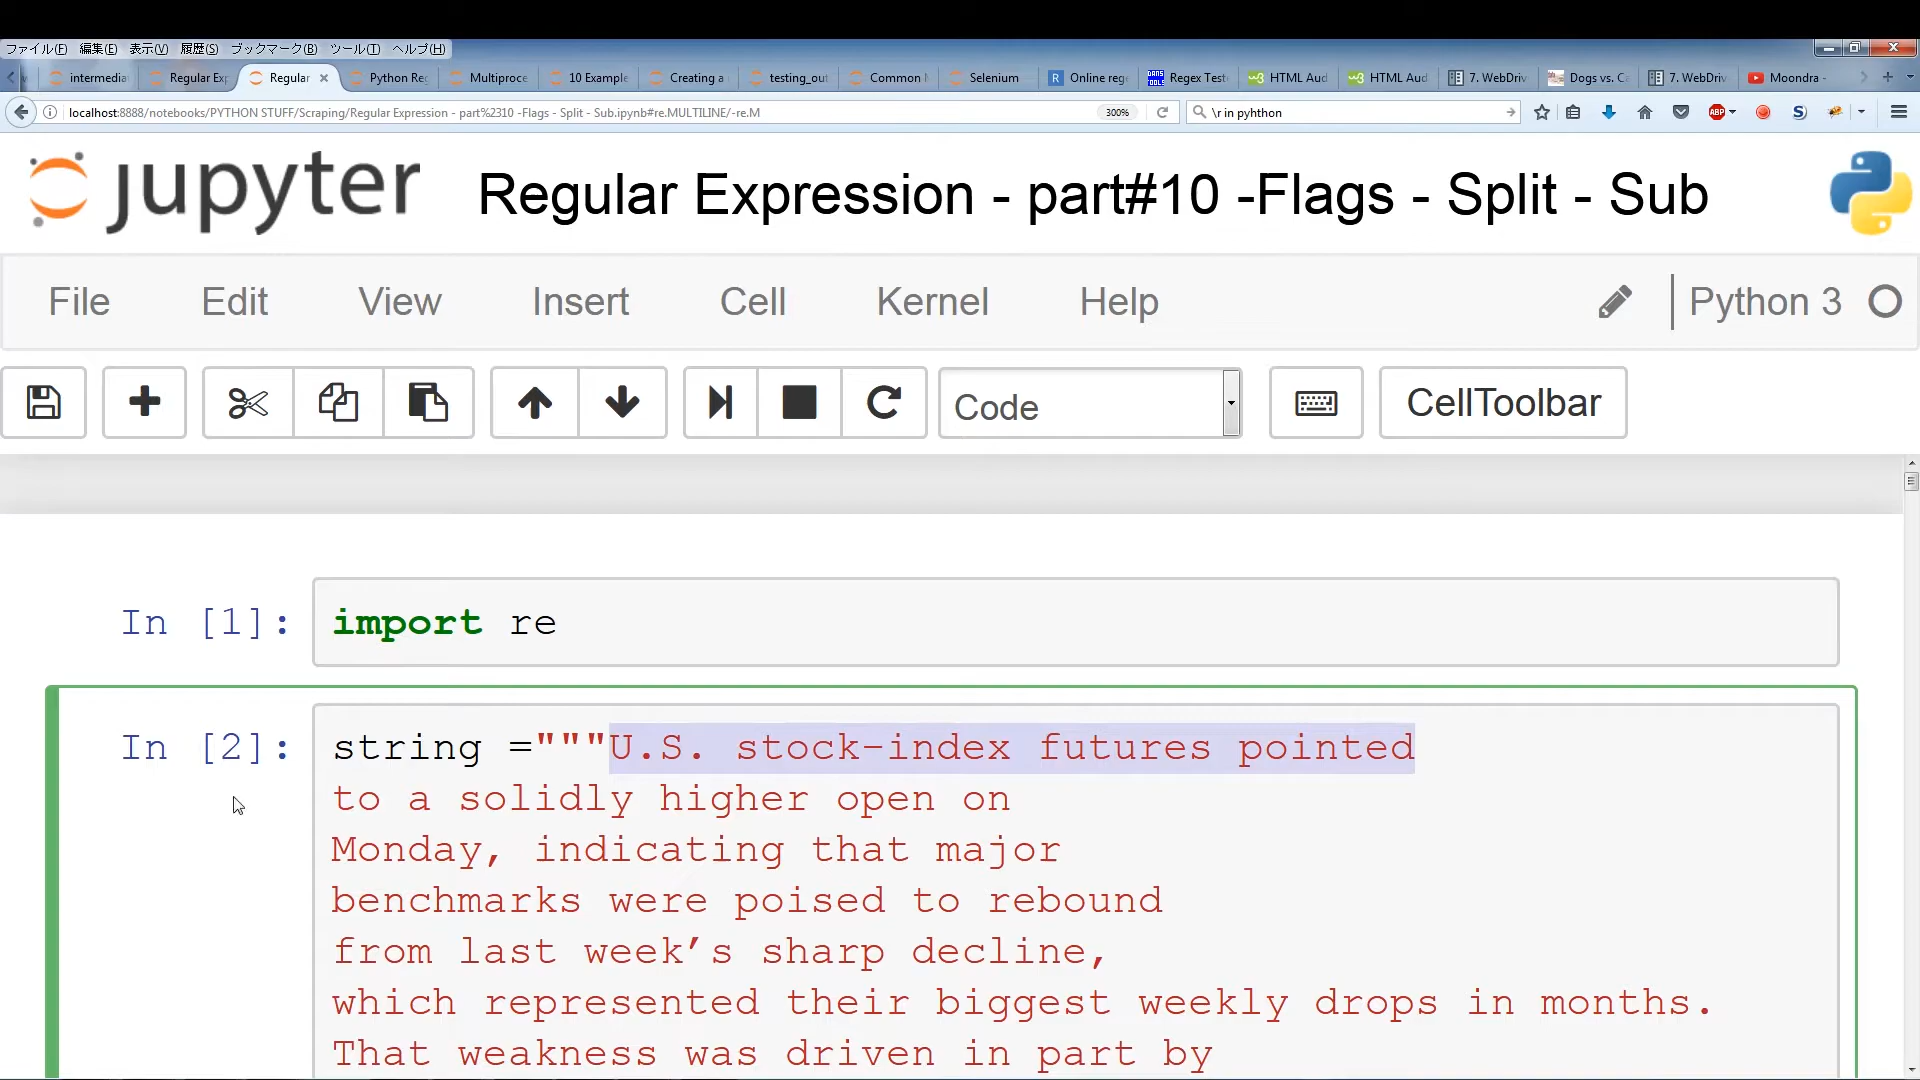 ファイル(F) 編集(E) 表示(V) 履歴(S) ブックマーク(B) ツール(T) ヘルプ(H)
intermedia Regular Exp Regular Python Reg Multiproce 10 Example Creating a testing_out Common Selenium Online rege Regex Test HTML Aud HTML Aud 7. WebDriv Dogs vs. Ca 7. WebDriv Moondra -
localhost:8888/notebooks/PYTHON STUFF/Scraping/Regular Expression - part%2310 -Flags - Split - Sub.ipynb#re.MULTILINE/-re.M 300% \r in pyhthon
jupyter Regular Expression - part#10 -Flags - Split - Sub
File Edit View Insert Cell Kernel Help Python 3
Code CellToolbar
In [1]: import re
In [2]: string ="""U.S. stock-index futures pointed
to a solidly higher open on
Monday, indicating that major
benchmarks were poised to rebound
from last week’s sharp decline,
which represented their biggest weekly drops in months.
That weakness was driven in part by